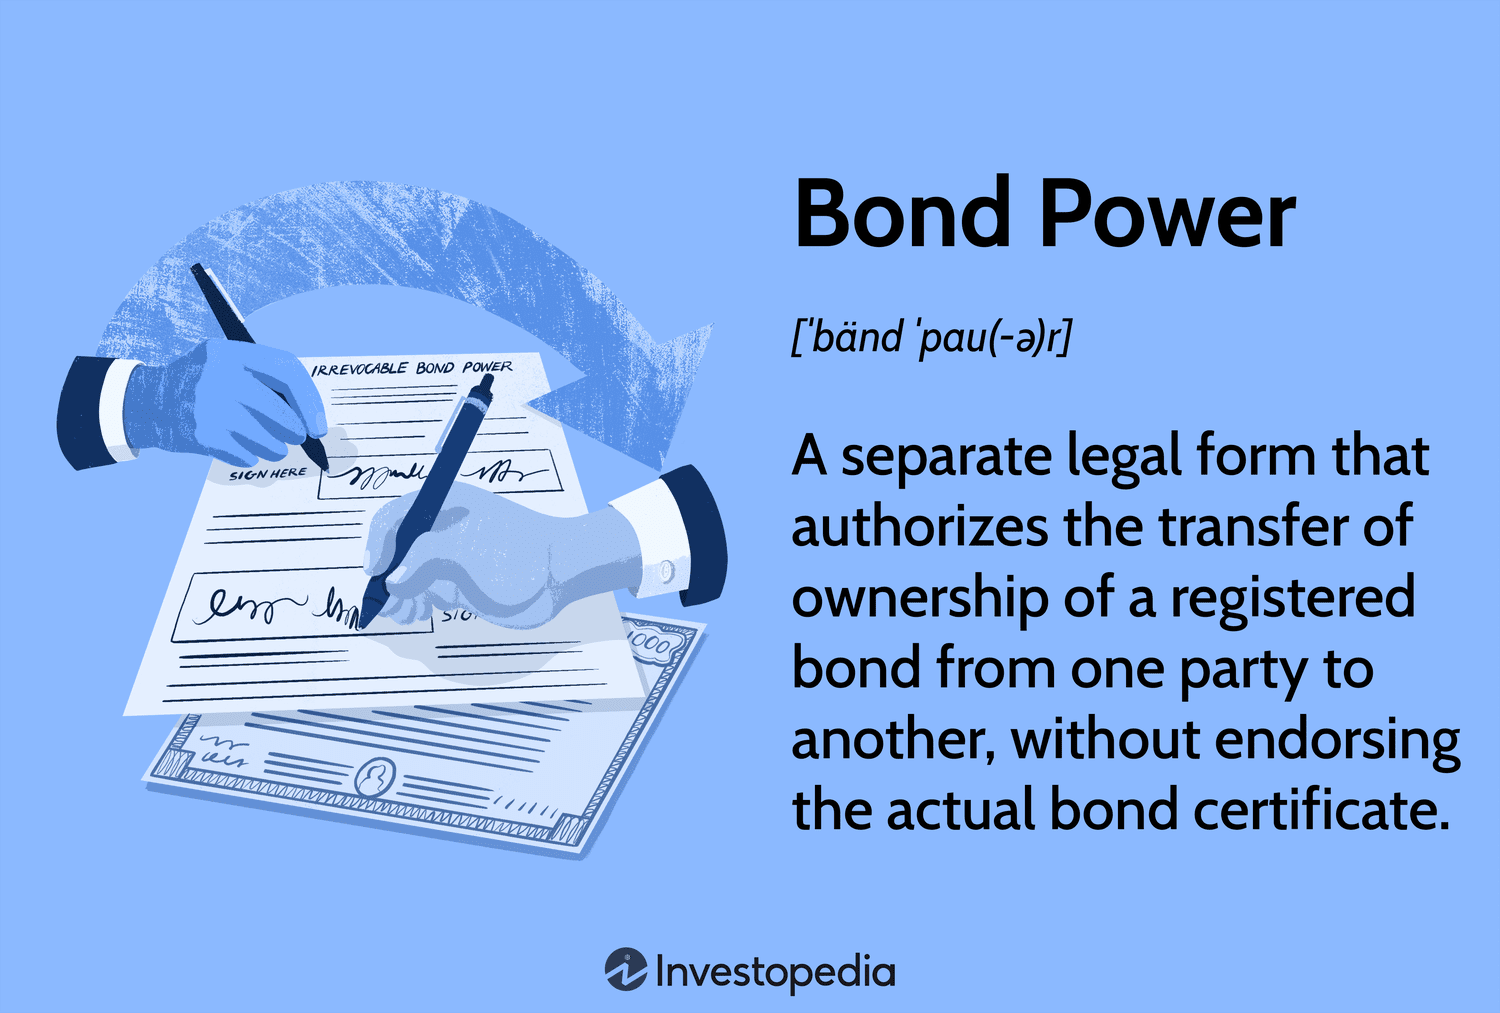 Bond Power
[ˈbänd ˈpau(-ə)r]
A separate legal form that
authorizes the transfer of
ownership of a registered
bond from one party to
another, without endorsing
the actual bond certificate.
IRREVOCABLE BOND POWER
SIGN HERE
1000
Investopedia